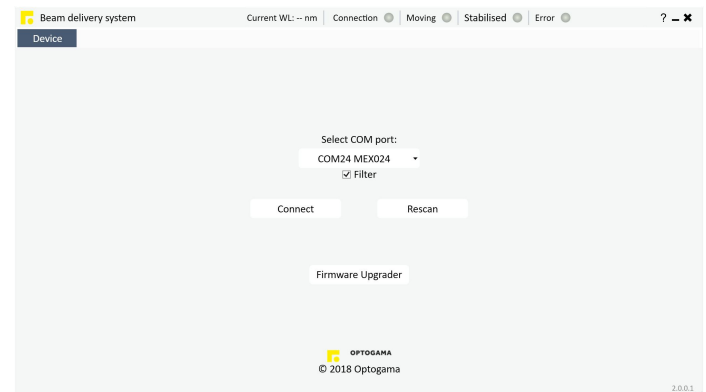 Beam delivery system Current WL: -- nm Connection Moving Stabilised Error ? 
Device
Select COM port:
COM24 MEX024
Filter
Connect Rescan
Firmware Upgrader
OPTOGAMA
© 2018 Optogama
2.0.0.1